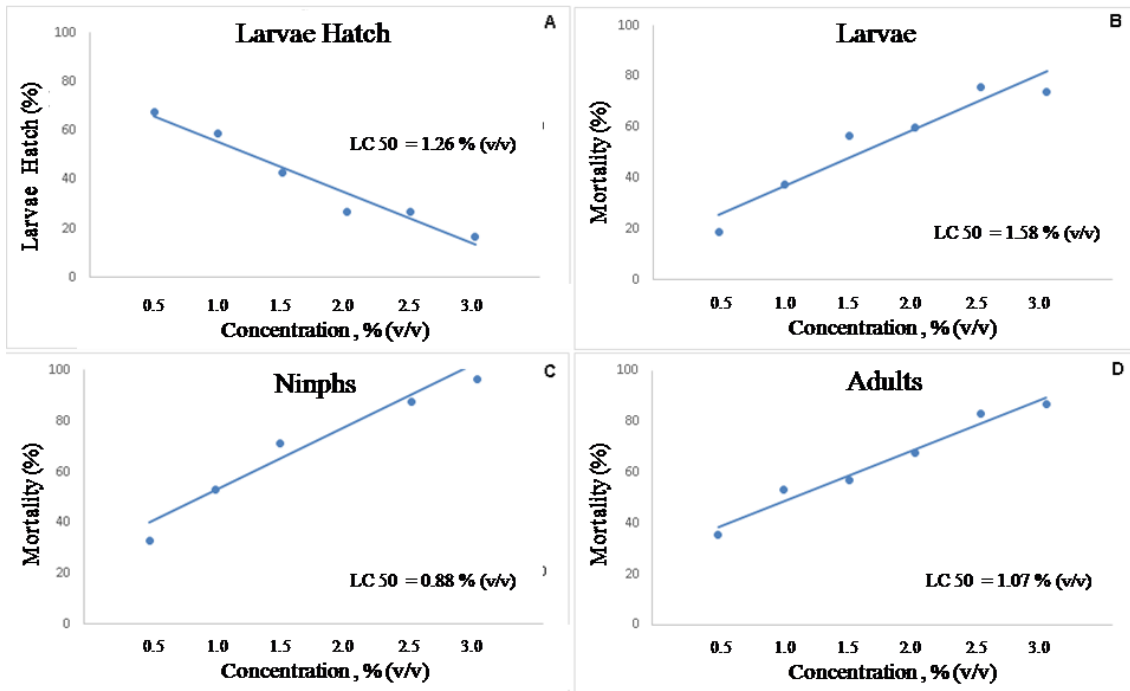 A
Larvae Hatch
Larvae Hatch (%)
100
80
60
40
20
0
LC 50 = 1.26 % (v/v)
0.5 1.0 1.5 2.0 2.5 3.0
Concentration , % (v/v)
B
Larvae
Mortality (%)
100
80
60
40
20
0
LC 50 = 1.58 % (v/v)
0.5 1.0 1.5 2.0 2.5 3.0
Concentration , % (v/v)
C
Ninphs
Mortality (%)
100
80
60
40
20
0
LC 50 = 0.88 % (v/v)
0.5 1.0 1.5 2.0 2.5 3.0
Concentration , % (v/v)
D
Adults
Mortality (%)
100
80
60
40
20
0
LC 50 = 1.07 % (v/v)
0.5 1.0 1.5 2.0 2.5 3.0
Concentration , % (v/v)